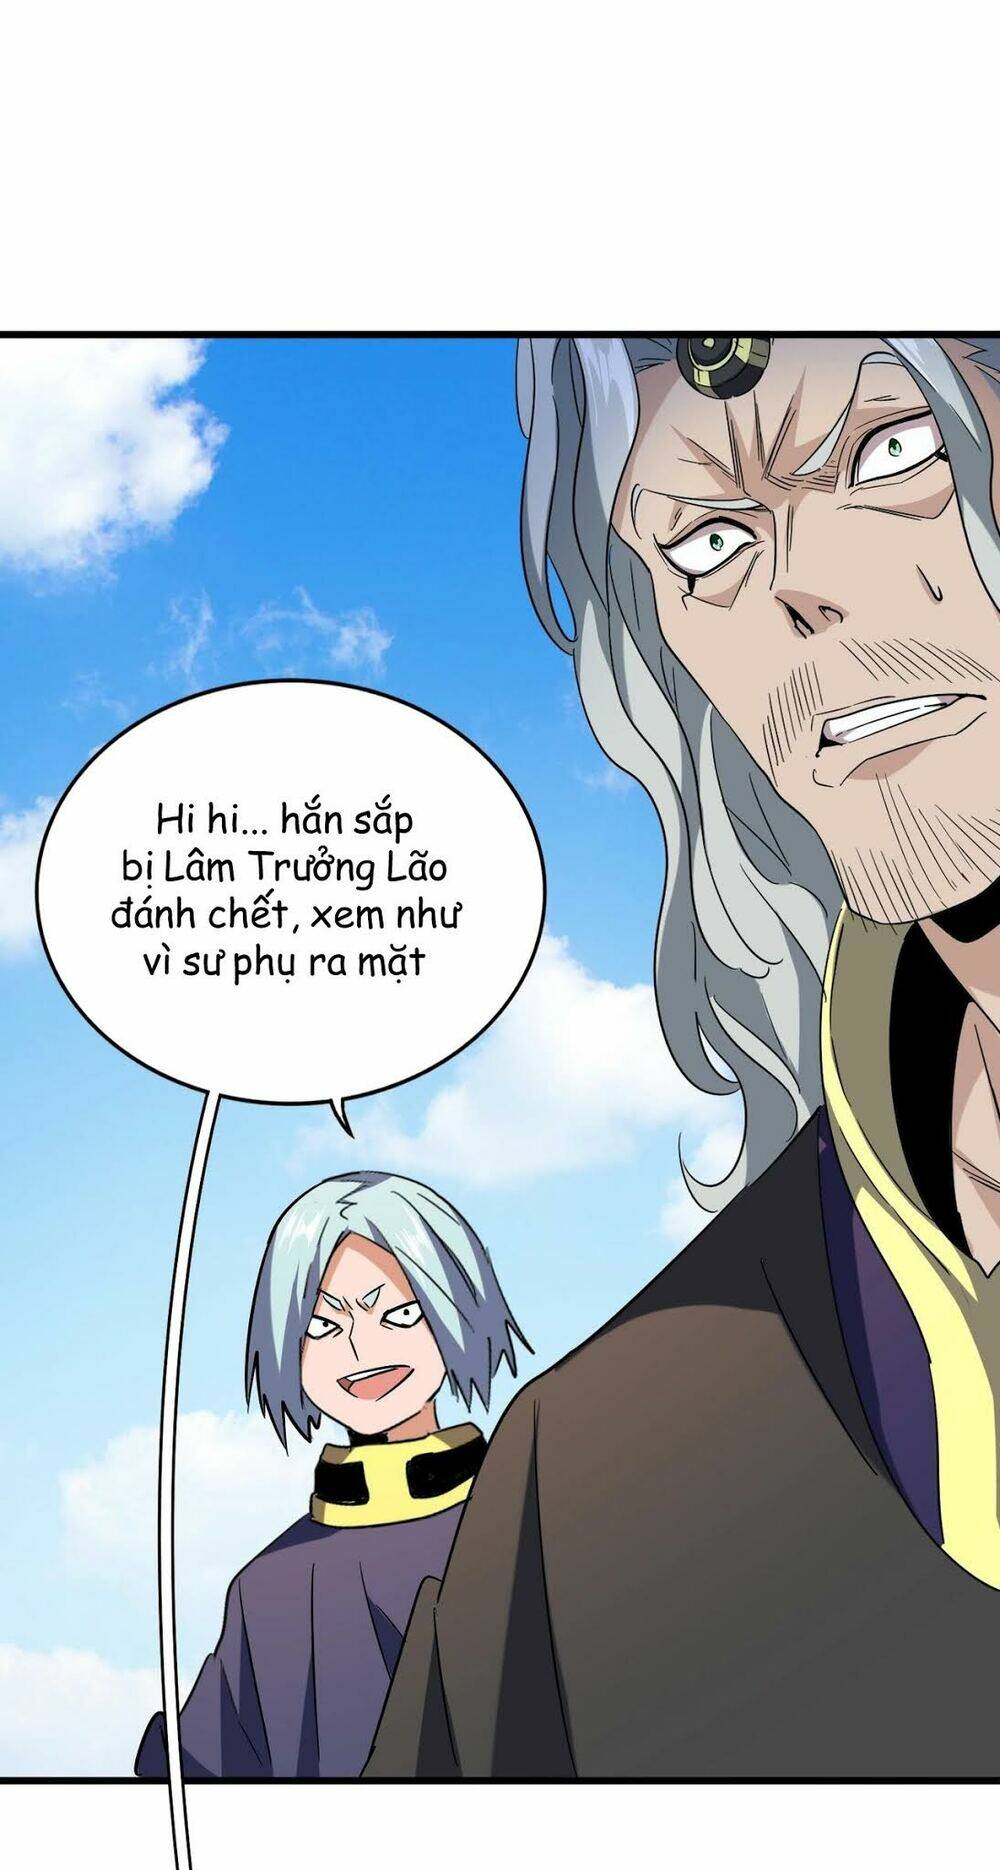 Hi hi... hắn sắp
bị Lâm Trưởng Lão
đánh chết, xem như
vì sư phụ ra mặt